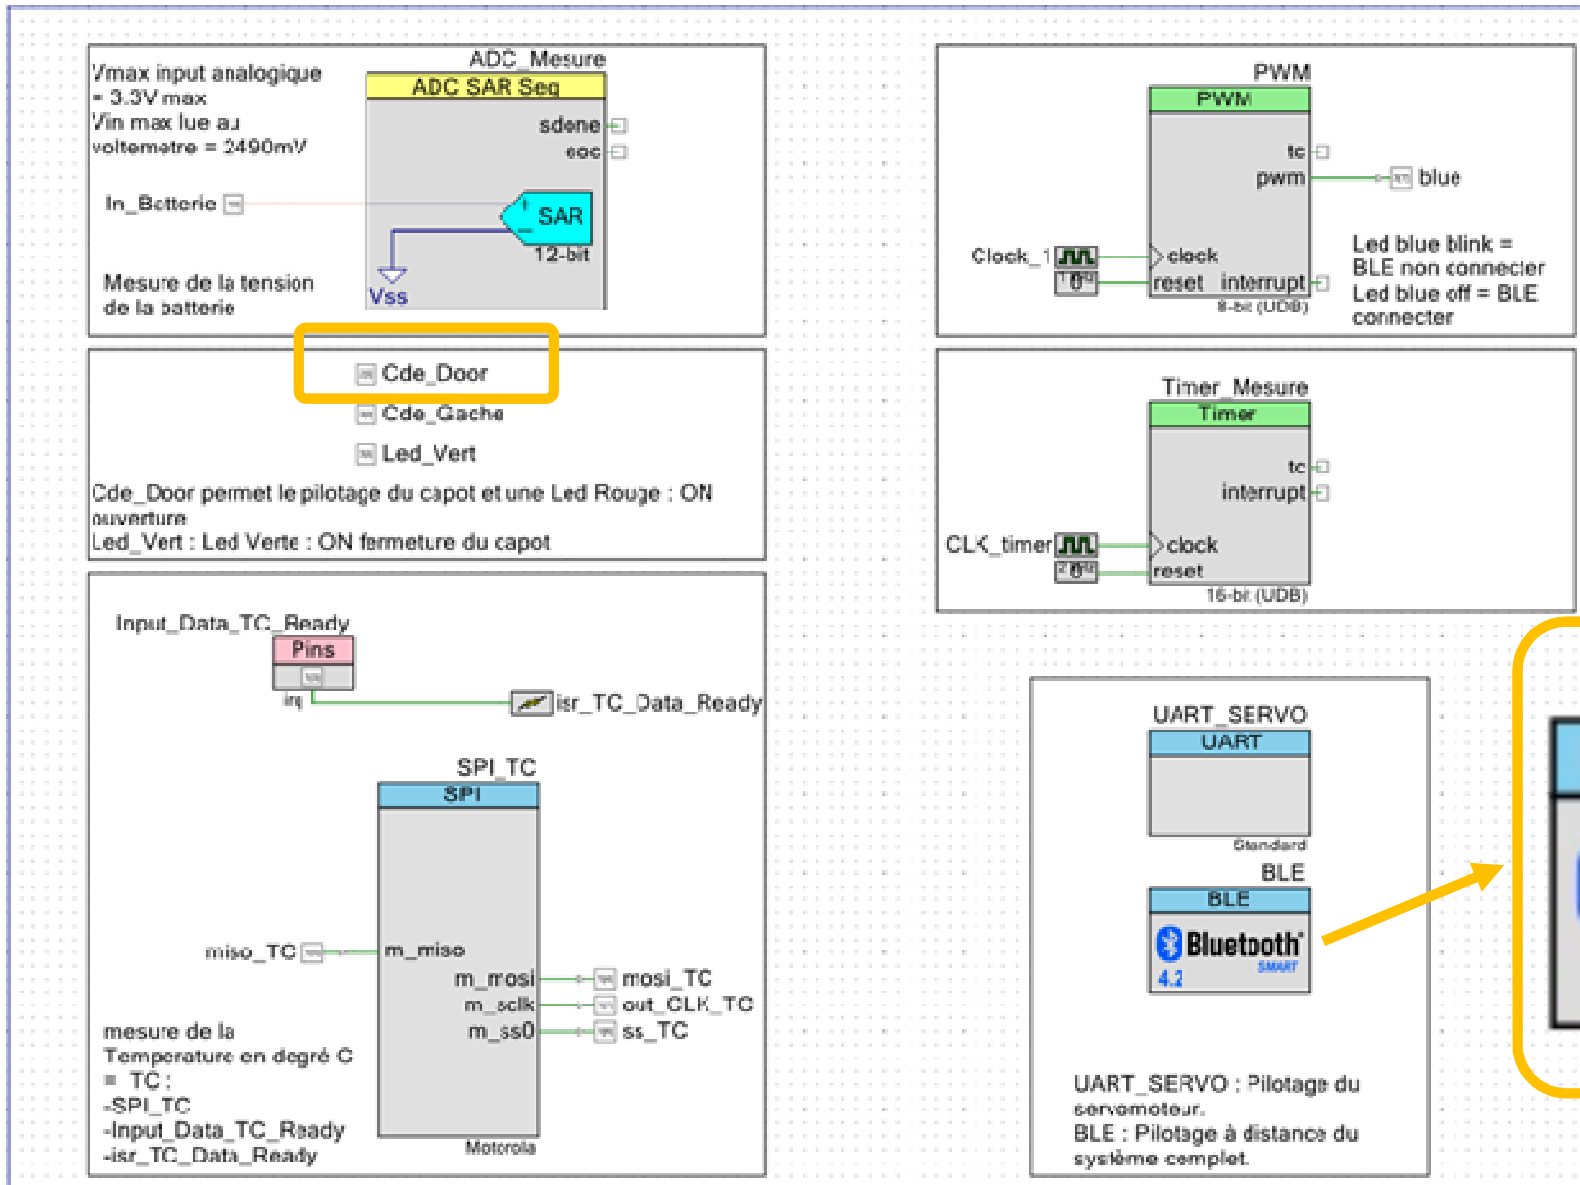 ADC_Mesure
Vmax input analogique
= 3.3V max
Vin max lue au
voltemetre = 2490mV
ADC SAR Seq
sdone
eoc
In_Batterie
+
SAR
12-bit
Vss
Mesure de la tension
de la batterie
Cde_Door
Cde_Gache
Led_Vert
Cde_Door permet le pilotage du capot et une Led Rouge : ON
ouverture
Led_Vert : Led Verte : ON fermeture du capot
Input_Data_TC_Ready
Pins
irq
isr_TC_Data_Ready
SPI_TC
SPI
miso_TC
m_miso
m_mosi
mosi_TC
m_sclk
out_CLK_TC
m_ss0
ss_TC
Motorola
mesure de la
Temperature en degré C
= TC :
-SPI_TC
-Input_Data_TC_Ready
-isr_TC_Data_Ready
PWM
PWM
tc
pwm
blue
Clock_1
clock
reset
interrupt
8-bit (UDB)
Led blue blink =
BLE non connecter
Led blue off = BLE
connecter
Timer_Mesure
Timer
tc
interrupt
CLK_timer
clock
reset
16-bit (UDB)
UART_SERVO
UART
Standard
BLE
BLE
Bluetooth
SMART
4.2
UART_SERVO : Pilotage du
servomoteur.
BLE : Pilotage à distance du
système complet.